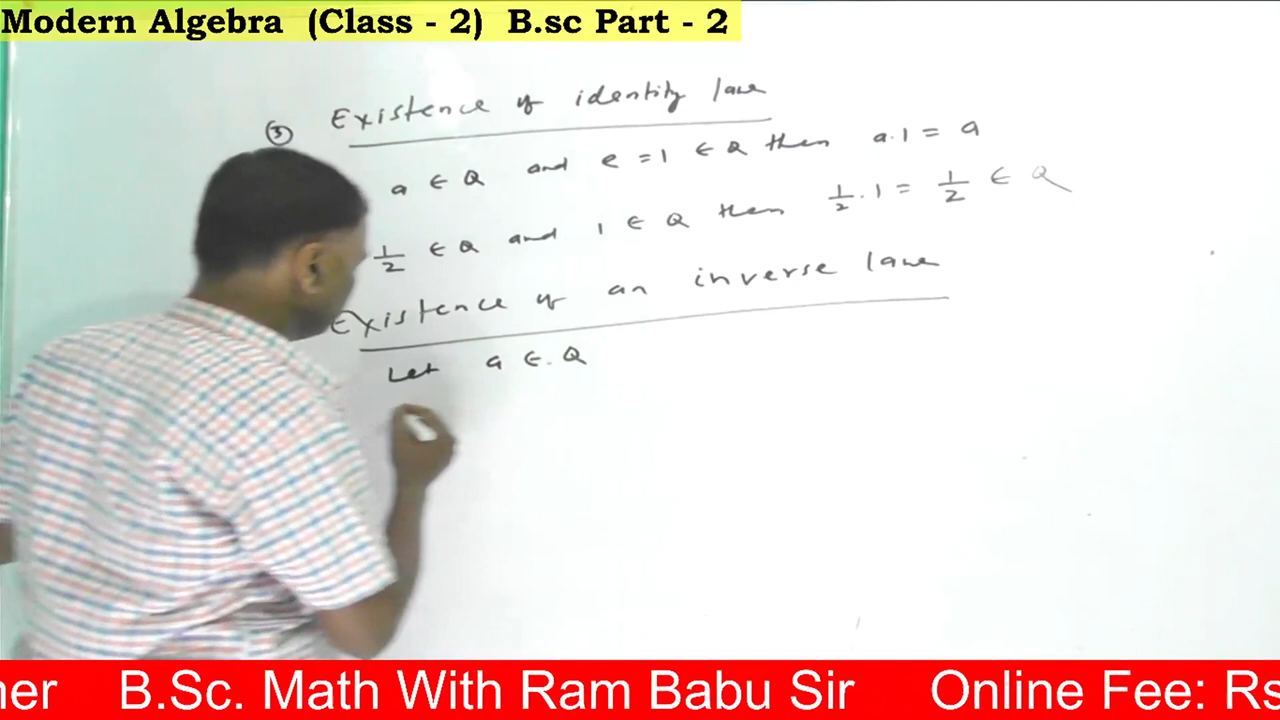 Modern Algebra (Class - 2) B.sc Part - 2
③ Existence of identity law
a ∈ Q and e = 1 ∈ Q then a.1 = a
1/2 ∈ Q and 1 ∈ Q then 1/2 . 1 = 1/2 ∈ Q
Existence of an inverse law
Let a ∈ Q
her B.Sc. Math With Ram Babu Sir Online Fee: Rs